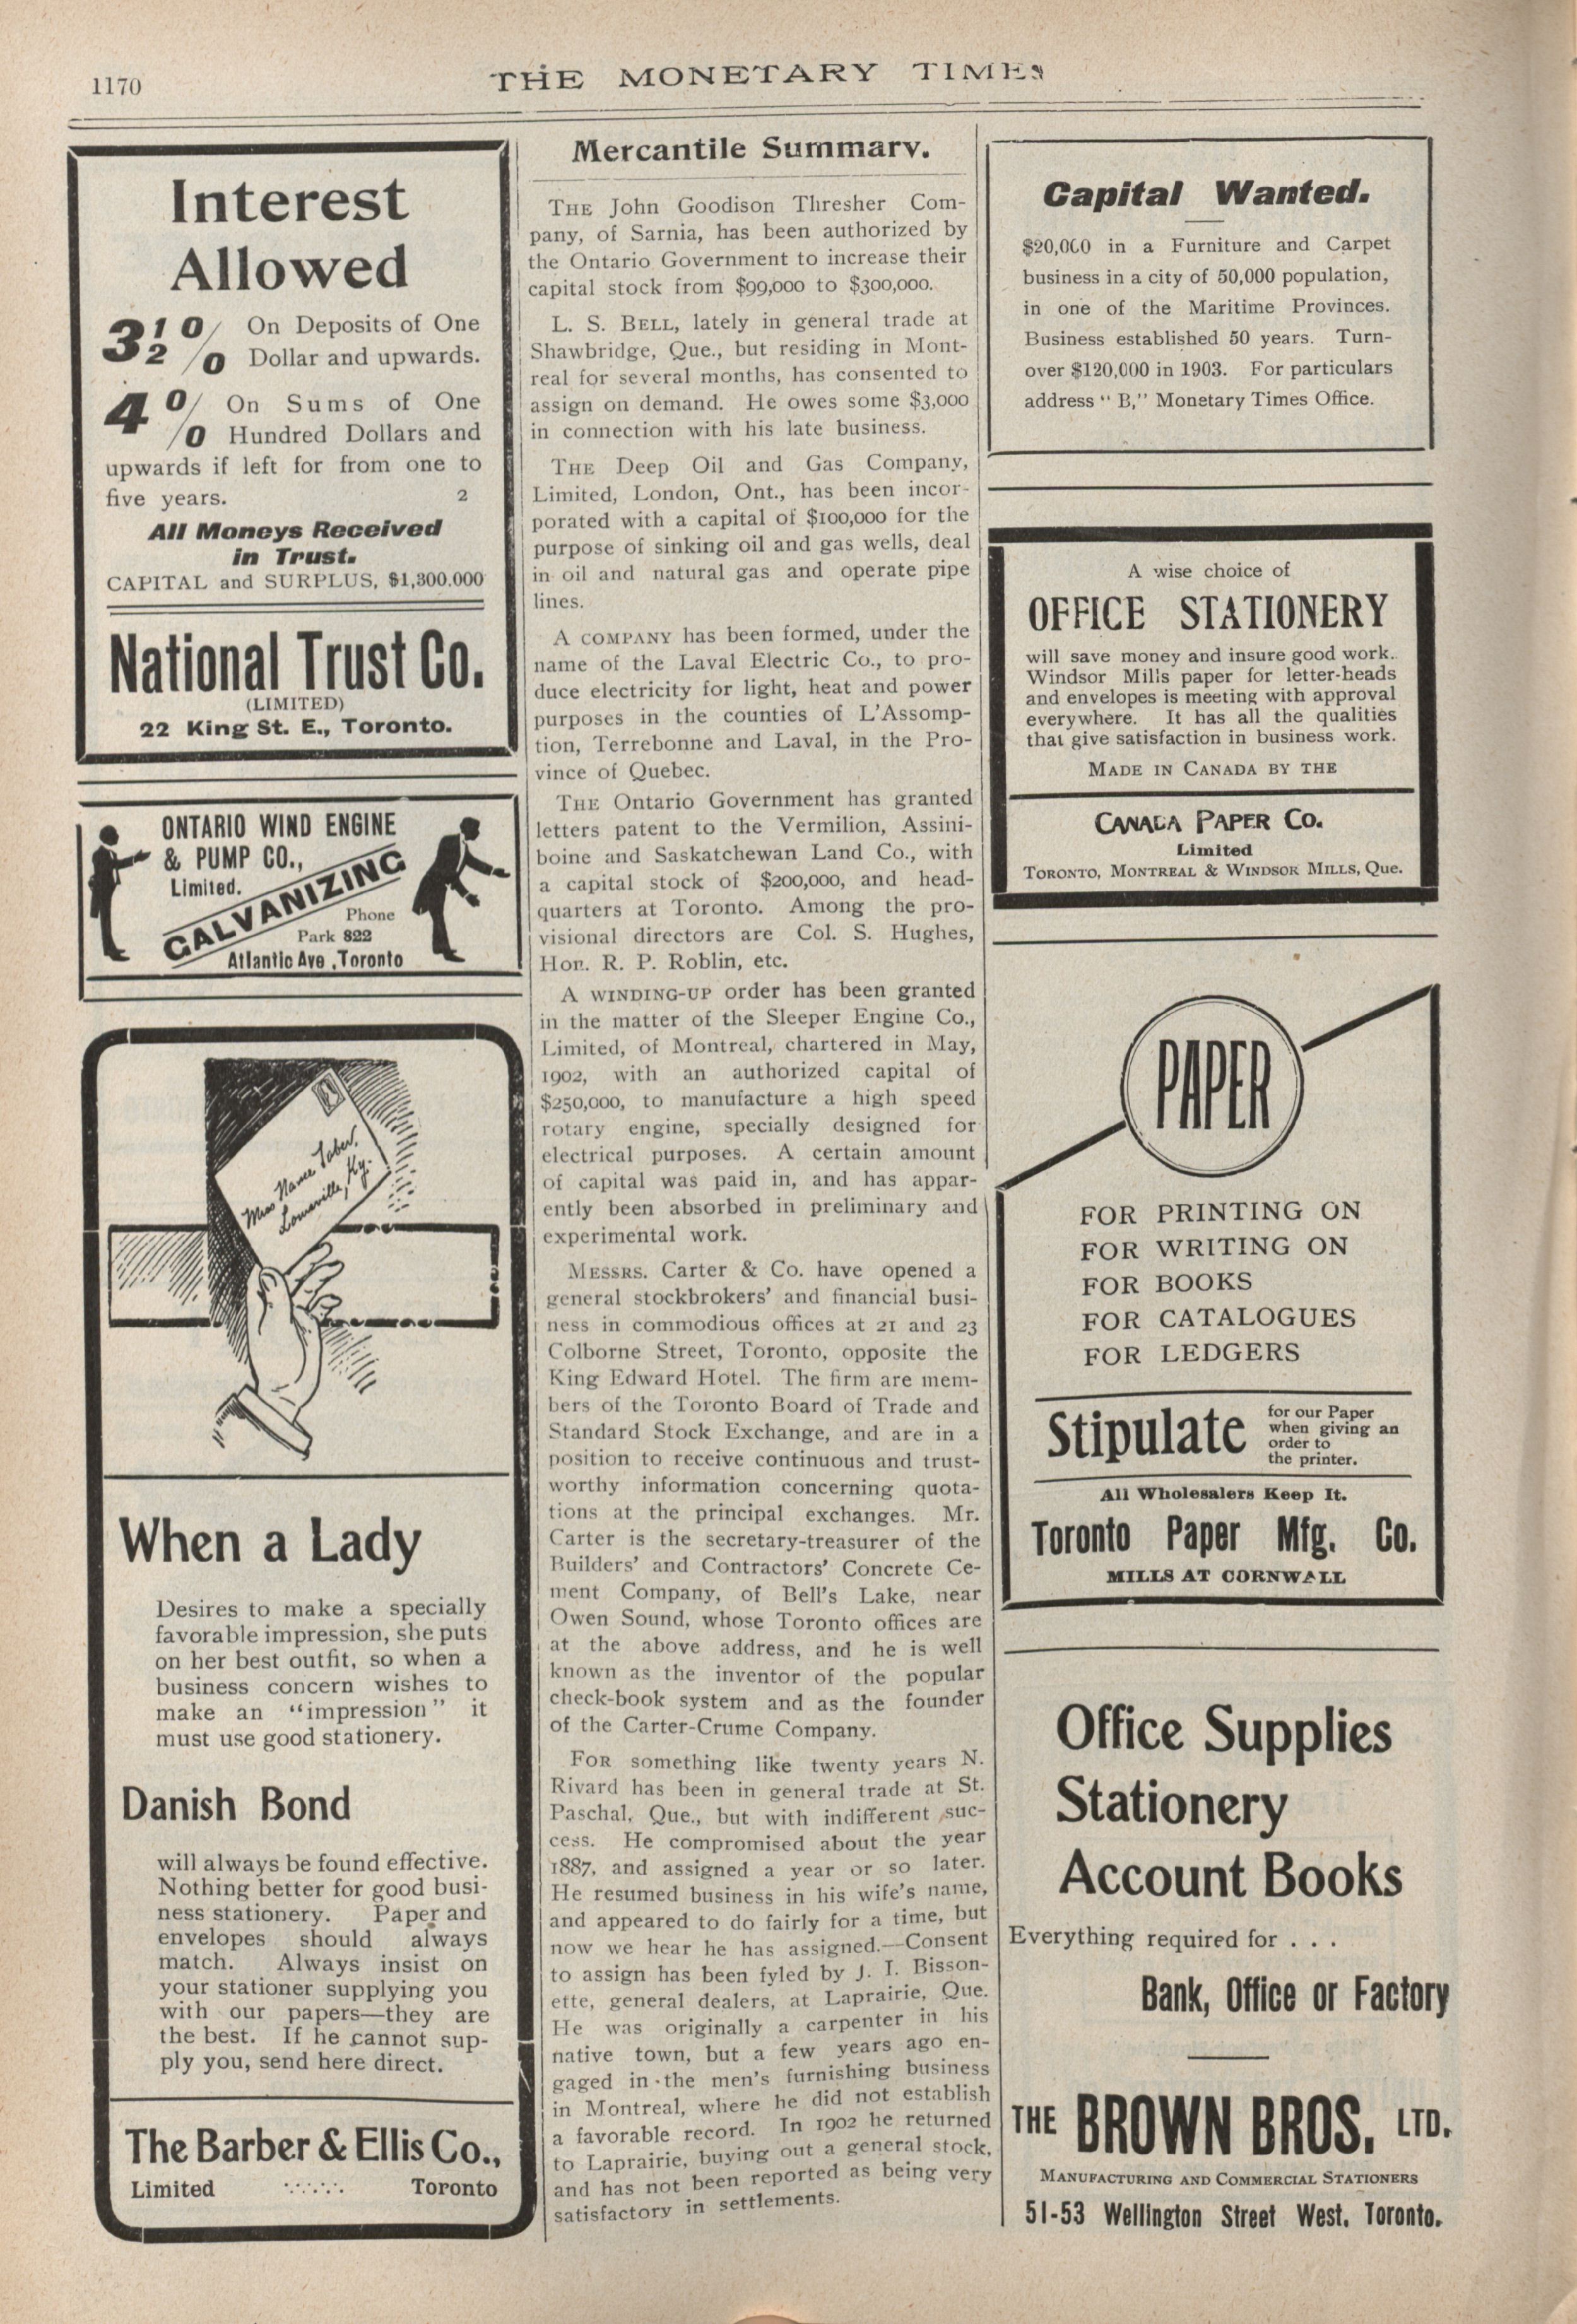 1170
THE MONETARY TIMES
Interest
Allowed
3½% On Deposits of One
Dollar and upwards.
4% On Sums of One
Hundred Dollars and
upwards if left for from one to
five years. 2
All Moneys Received
in Trust.
CAPITAL and SURPLUS, $1,300.000
National Trust Co.
(LIMITED)
22 King St. E., Toronto.
ONTARIO WIND ENGINE
& PUMP CO.,
Limited.
GALVANIZING
Phone
Park 822
Atlantic Ave., Toronto
Miss Name Taber,
Louisville, Ky.
When a Lady
Desires to make a specially
favorable impression, she puts
on her best outfit, so when a
business concern wishes to
make an "impression" it
must use good stationery.
Danish Bond
will always be found effective.
Nothing better for good busi-
ness stationery. Paper and
envelopes should always
match. Always insist on
your stationer supplying you
with our papers—they are
the best. If he cannot sup-
ply you, send here direct.
The Barber & Ellis Co.,
Limited Toronto
Mercantile Summary.
THE John Goodison Thresher Com-
pany, of Sarnia, has been authorized by
the Ontario Government to increase their
capital stock from $99,000 to $300,000.
L. S. BELL, lately in general trade at
Shawbridge, Que., but residing in Mont-
real for several months, has consented to
assign on demand. He owes some $3,000
in connection with his late business.
THE Deep Oil and Gas Company,
Limited, London, Ont., has been incor-
porated with a capital of $100,000 for the
purpose of sinking oil and gas wells, deal
in oil and natural gas and operate pipe
lines.
A COMPANY has been formed, under the
name of the Laval Electric Co., to pro-
duce electricity for light, heat and power
purposes in the counties of L'Assomp-
tion, Terrebonne and Laval, in the Pro-
vince of Quebec.
THE Ontario Government has granted
letters patent to the Vermilion, Assini-
boine and Saskatchewan Land Co., with
a capital stock of $200,000, and head-
quarters at Toronto. Among the pro-
visional directors are Col. S. Hughes,
Hon. R. P. Roblin, etc.
A WINDING-UP order has been granted
in the matter of the Sleeper Engine Co.,
Limited, of Montreal, chartered in May,
1902, with an authorized capital of
$250,000, to manufacture a high speed
rotary engine, specially designed for
electrical purposes. A certain amount
of capital was paid in, and has appar-
ently been absorbed in preliminary and
experimental work.
MESSRS. Carter & Co. have opened a
general stockbrokers' and financial busi-
ness in commodious offices at 21 and 23
Colborne Street, Toronto, opposite the
King Edward Hotel. The firm are mem-
bers of the Toronto Board of Trade and
Standard Stock Exchange, and are in a
position to receive continuous and trust-
worthy information concerning quota-
tions at the principal exchanges. Mr.
Carter is the secretary-treasurer of the
Builders' and Contractors' Concrete Ce-
ment Company, of Bell's Lake, near
Owen Sound, whose Toronto offices are
at the above address, and he is well
known as the inventor of the popular
check-book system and as the founder
of the Carter-Crume Company.
FOR something like twenty years N.
Rivard has been in general trade at St.
Paschal, Que., but with indifferent suc-
cess. He compromised about the year
1887, and assigned a year or so later.
He resumed business in his wife's name,
and appeared to do fairly for a time, but
now we hear he has assigned.—Consent
to assign has been fyled by J. I. Bisson-
ette, general dealers, at Laprairie, Que.
He was originally a carpenter in his
native town, but a few years ago en-
gaged in the men's furnishing business
in Montreal, where he did not establish
a favorable record. In 1902 he returned
to Laprairie, buying out a general stock,
and has not been reported as being very
satisfactory in settlements.
Capital Wanted.
$20,000 in a Furniture and Carpet
business in a city of 50,000 population,
in one of the Maritime Provinces.
Business established 50 years. Turn-
over $120,000 in 1903. For particulars
address "B," Monetary Times Office.
A wise choice of
OFFICE STATIONERY
will save money and insure good work.
Windsor Mills paper for letter-heads
and envelopes is meeting with approval
everywhere. It has all the qualities
that give satisfaction in business work.
MADE IN CANADA BY THE
CANADA PAPER CO.
Limited
TORONTO, MONTREAL & WINDSOR MILLS, Que.
PAPER
FOR PRINTING ON
FOR WRITING ON
FOR BOOKS
FOR CATALOGUES
FOR LEDGERS
Stipulate for our Paper
when giving an
order to
the printer.
All Wholesalers Keep It.
Toronto Paper Mfg. Co.
MILLS AT CORNWALL
Office Supplies
Stationery
Account Books
Everything required for . . .
Bank, Office or Factory
THE BROWN BROS. LTD.
MANUFACTURING AND COMMERCIAL STATIONERS
51-53 Wellington Street West, Toronto.